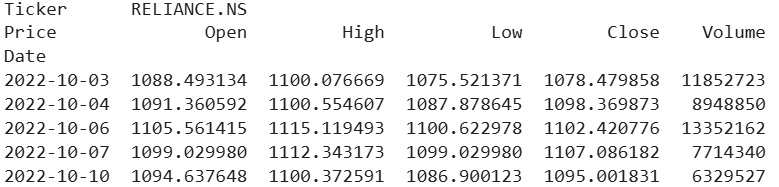 Ticker RELIANCE.NS
Price Open High Low Close Volume
Date
2022-10-03 1088.493134 1100.076669 1075.521371 1078.479858 11852723
2022-10-04 1091.360592 1100.554607 1087.878645 1098.369873 8948850
2022-10-06 1105.561415 1115.119493 1100.622978 1102.420776 13352162
2022-10-07 1099.029980 1112.343173 1099.029980 1107.086182 7714340
2022-10-10 1094.637648 1100.372591 1086.900123 1095.001831 6329527